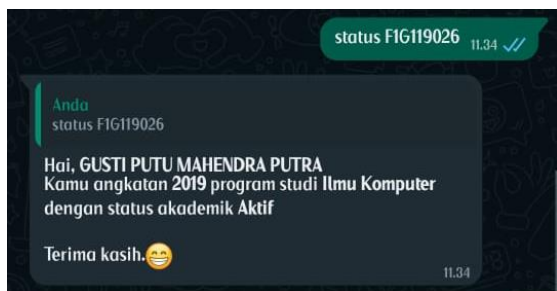 status F1G119026 11.34
Anda
status F1G119026
Hai, GUSTI PUTU MAHENDRA PUTRA
Kamu angkatan 2019 program studi Ilmu Komputer
dengan status akademik Aktif
Terima kasih.😁
11.34